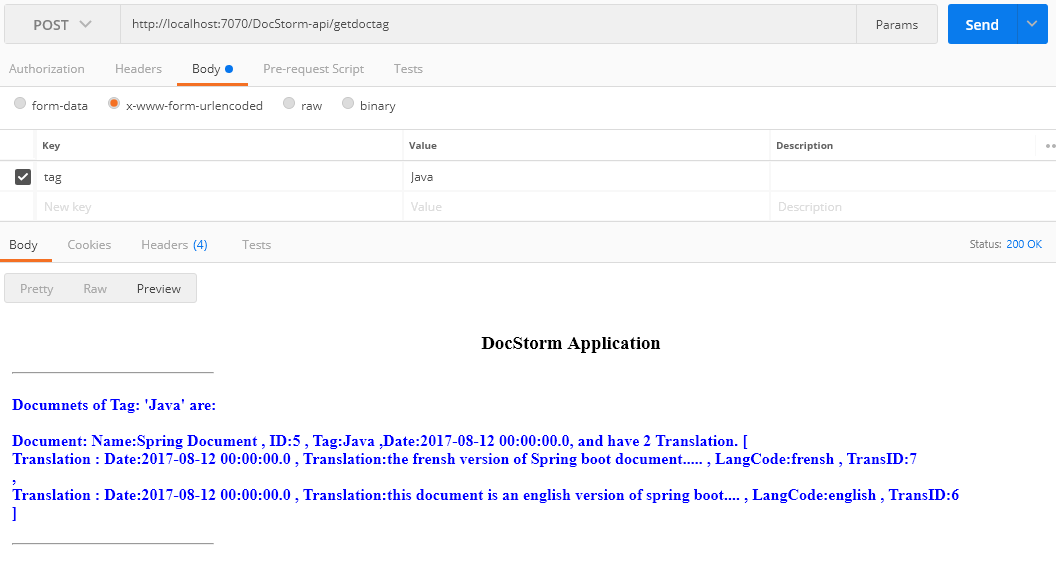 POST http://localhost:7070/DocStorm-api/getdoctag Params Send
Authorization Headers Body Pre-request Script Tests
form-data x-www-form-urlencoded raw binary
Key Value Description
tag Java
New key Value Description
Body Cookies Headers (4) Tests Status: 200 OK
Pretty Raw Preview
DocStorm Application
Documnets of Tag: 'Java' are:
Document: Name:Spring Document , ID:5 , Tag:Java ,Date:2017-08-12 00:00:00.0, and have 2 Translation. [
Translation : Date:2017-08-12 00:00:00.0 , Translation:the frensh version of Spring boot document..... , LangCode:frensh , TransID:7
,
Translation : Date:2017-08-12 00:00:00.0 , Translation:this document is an english version of spring boot.... , LangCode:english , TransID:6
]